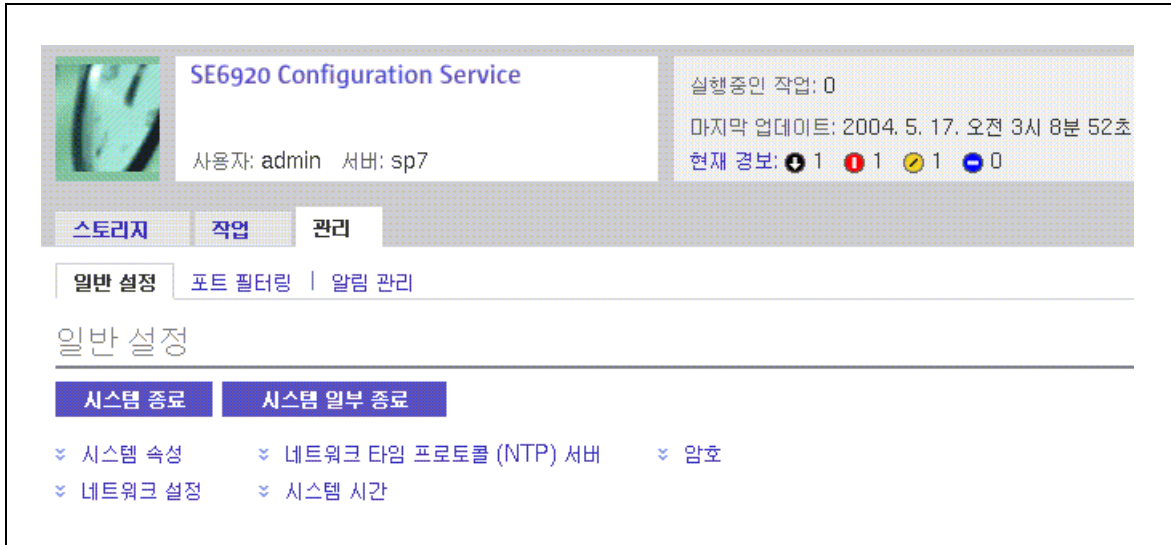 SE6920 Configuration Service
사용자: admin 서버: sp7
실행중인 작업: 0
마지막 업데이트: 2004. 5. 17. 오전 3시 8분 52초
현재 경보: 1 1 1 0
스토리지 작업 관리
일반 설정 포트 필터링 | 알림 관리
일반 설정
시스템 종료 시스템 일부 종료
시스템 속성 네트워크 타임 프로토콜 (NTP) 서버 암호
네트워크 설정 시스템 시간